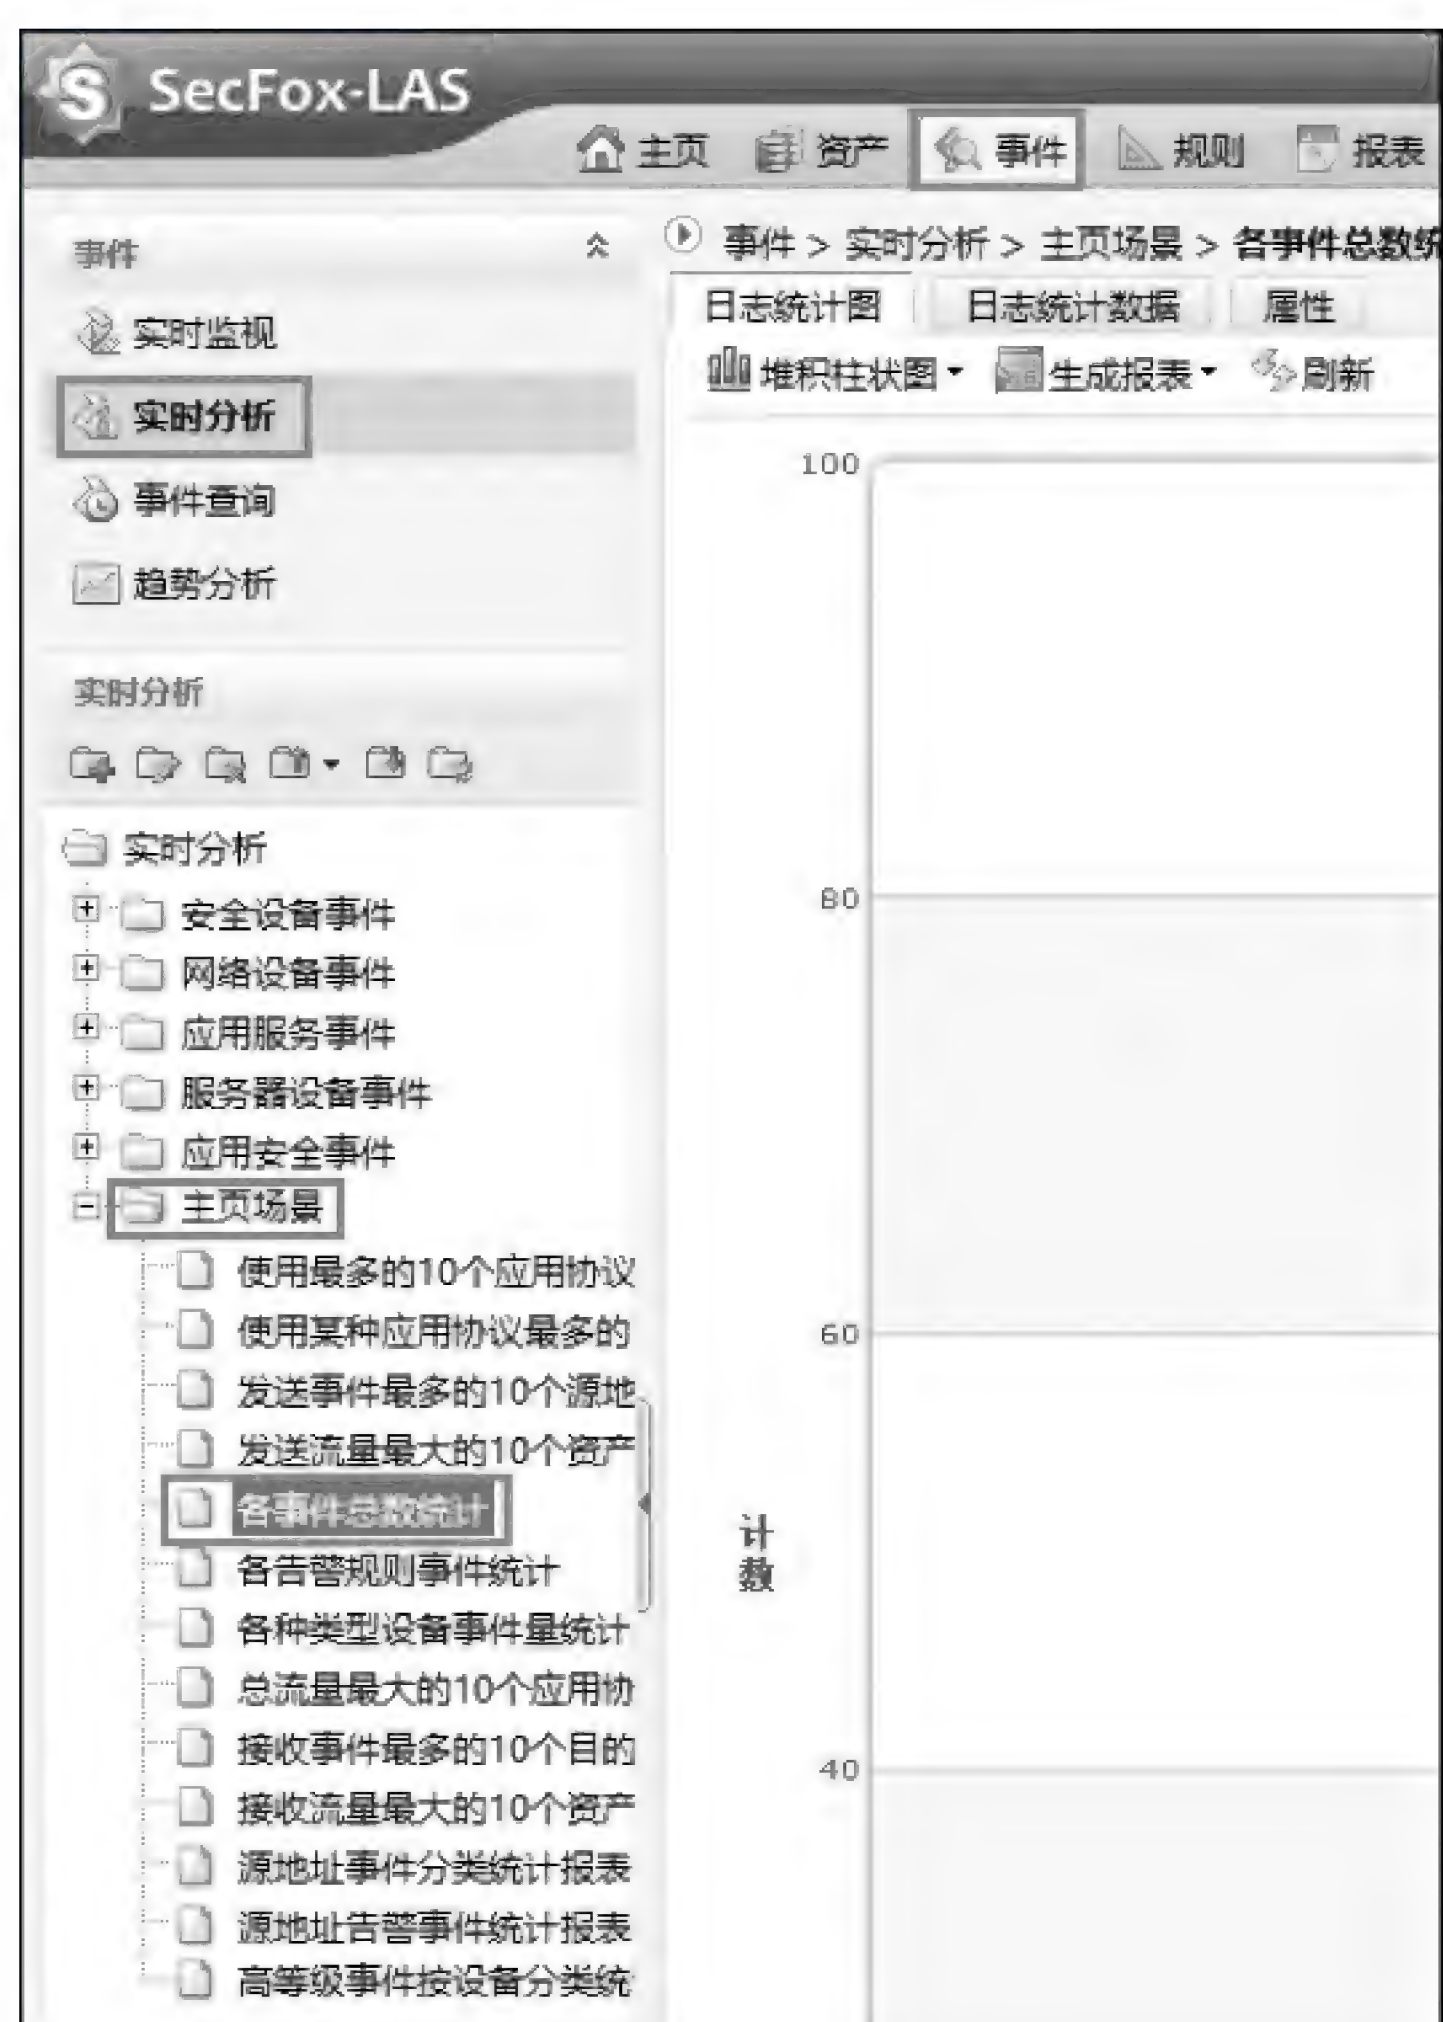 SecFox-LAS
主页 资产 事件 规则 报表
事件
实时监视
实时分析
事件查询
趋势分析
实时分析
实时分析
安全设备事件
网络设备事件
应用服务事件
服务器设备事件
应用安全事件
主页场景
使用最多的10个应用协议
使用某种应用协议最多的
发送事件最多的10个源地
发送流量最大的10个资产
各事件总数统计
各告警规则事件统计
各种类型设备事件量统计
总流量最大的10个应用协
接收事件最多的10个目的
接收流量最大的10个资产
源地址事件分类统计报表
源地址告警事件统计报表
高等级事件按设备分类统
事件 > 实时分析 > 主页场景 > 各事件总数统
日志统计图 日志统计数据 属性
堆积柱状图 生成报表 刷新
100
80
60
计数
40